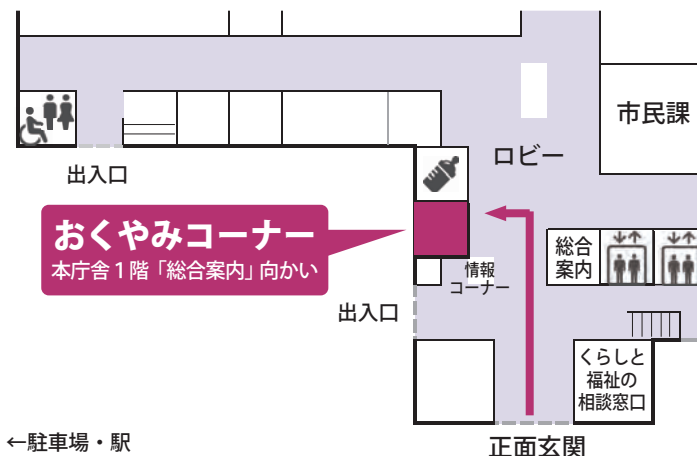 市民課
ロビー
出入口
おくやみコーナー
本庁舎1階「総合案内」向かい
総合
案内
情報
コーナー
出入口
くらしと
福祉の
相談窓口
←駐車場・駅
正面玄関